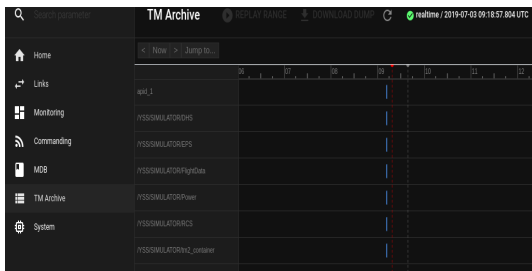 Search parameter
TM Archive REPLAY RANGE DOWNLOAD DUMP realtime / 2019-07-03 09:18:57.804 UTC
Home
Links
Monitoring
Commanding
MDB
TM Archive
System
< Now > Jump to...
06 07 08 09 10 11 12
apid_1
/YSS/SIMULATOR/DHS
/YSS/SIMULATOR/EPS
/YSS/SIMULATOR/FlightData
/YSS/SIMULATOR/Power
/YSS/SIMULATOR/RCS
/YSS/SIMULATOR/tm2_container